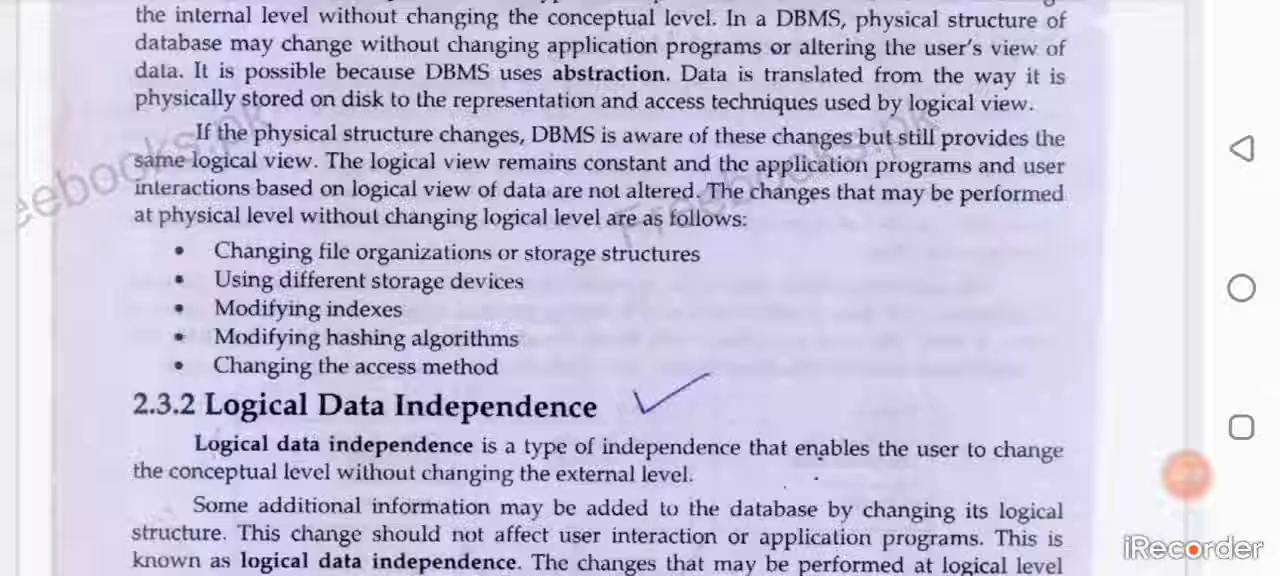 the internal level without changing the conceptual level. In a DBMS, physical structure of
database may change without changing application programs or altering the user's view of
data. It is possible because DBMS uses abstraction. Data is translated from the way it is
physically stored on disk to the representation and access techniques used by logical view.
If the physical structure changes, DBMS is aware of these changes but still provides the
same logical view. The logical view remains constant and the application programs and user
interactions based on logical view of data are not altered. The changes that may be performed
at physical level without changing logical level are as follows:
• Changing file organizations or storage structures
• Using different storage devices
• Modifying indexes
• Modifying hashing algorithms
• Changing the access method
2.3.2 Logical Data Independence
Logical data independence is a type of independence that enables the user to change
the conceptual level without changing the external level.
Some additional information may be added to the database by changing its logical
structure. This change should not affect user interaction or application programs. This is
known as logical data independence. The changes that may be performed at logical level
iRecorder